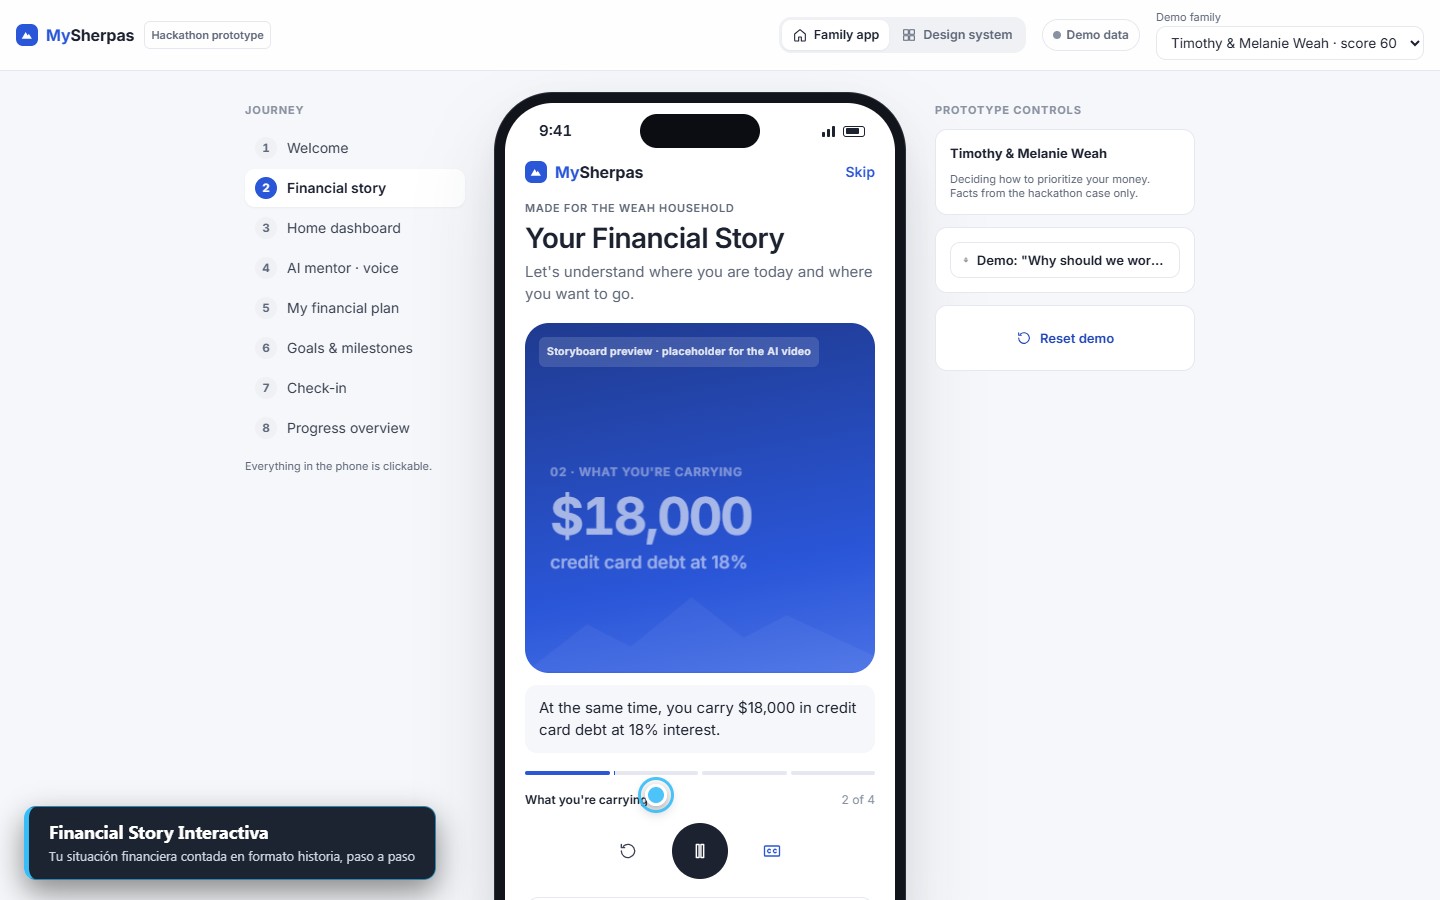 MySherpas
Hackathon prototype
Family app
Design system
Demo data
Demo family
Timothy & Melanie Weah · score 60
JOURNEY
1 Welcome
2 Financial story
3 Home dashboard
4 AI mentor · voice
5 My financial plan
6 Goals & milestones
7 Check-in
8 Progress overview
Everything in the phone is clickable.
9:41
MySherpas
Skip
MADE FOR THE WEAH HOUSEHOLD
Your Financial Story
Let's understand where you are today and where
you want to go.
Storyboard preview · placeholder for the AI video
02 · WHAT YOU'RE CARRYING
$18,000
credit card debt at 18%
At the same time, you carry $18,000 in credit
card debt at 18% interest.
What you're carrying
2 of 4
CC
PROTOTYPE CONTROLS
Timothy & Melanie Weah
Deciding how to prioritize your money.
Facts from the hackathon case only.
Demo: "Why should we wor...
Reset demo
Financial Story Interactiva
Tu situación financiera contada en formato historia, paso a paso